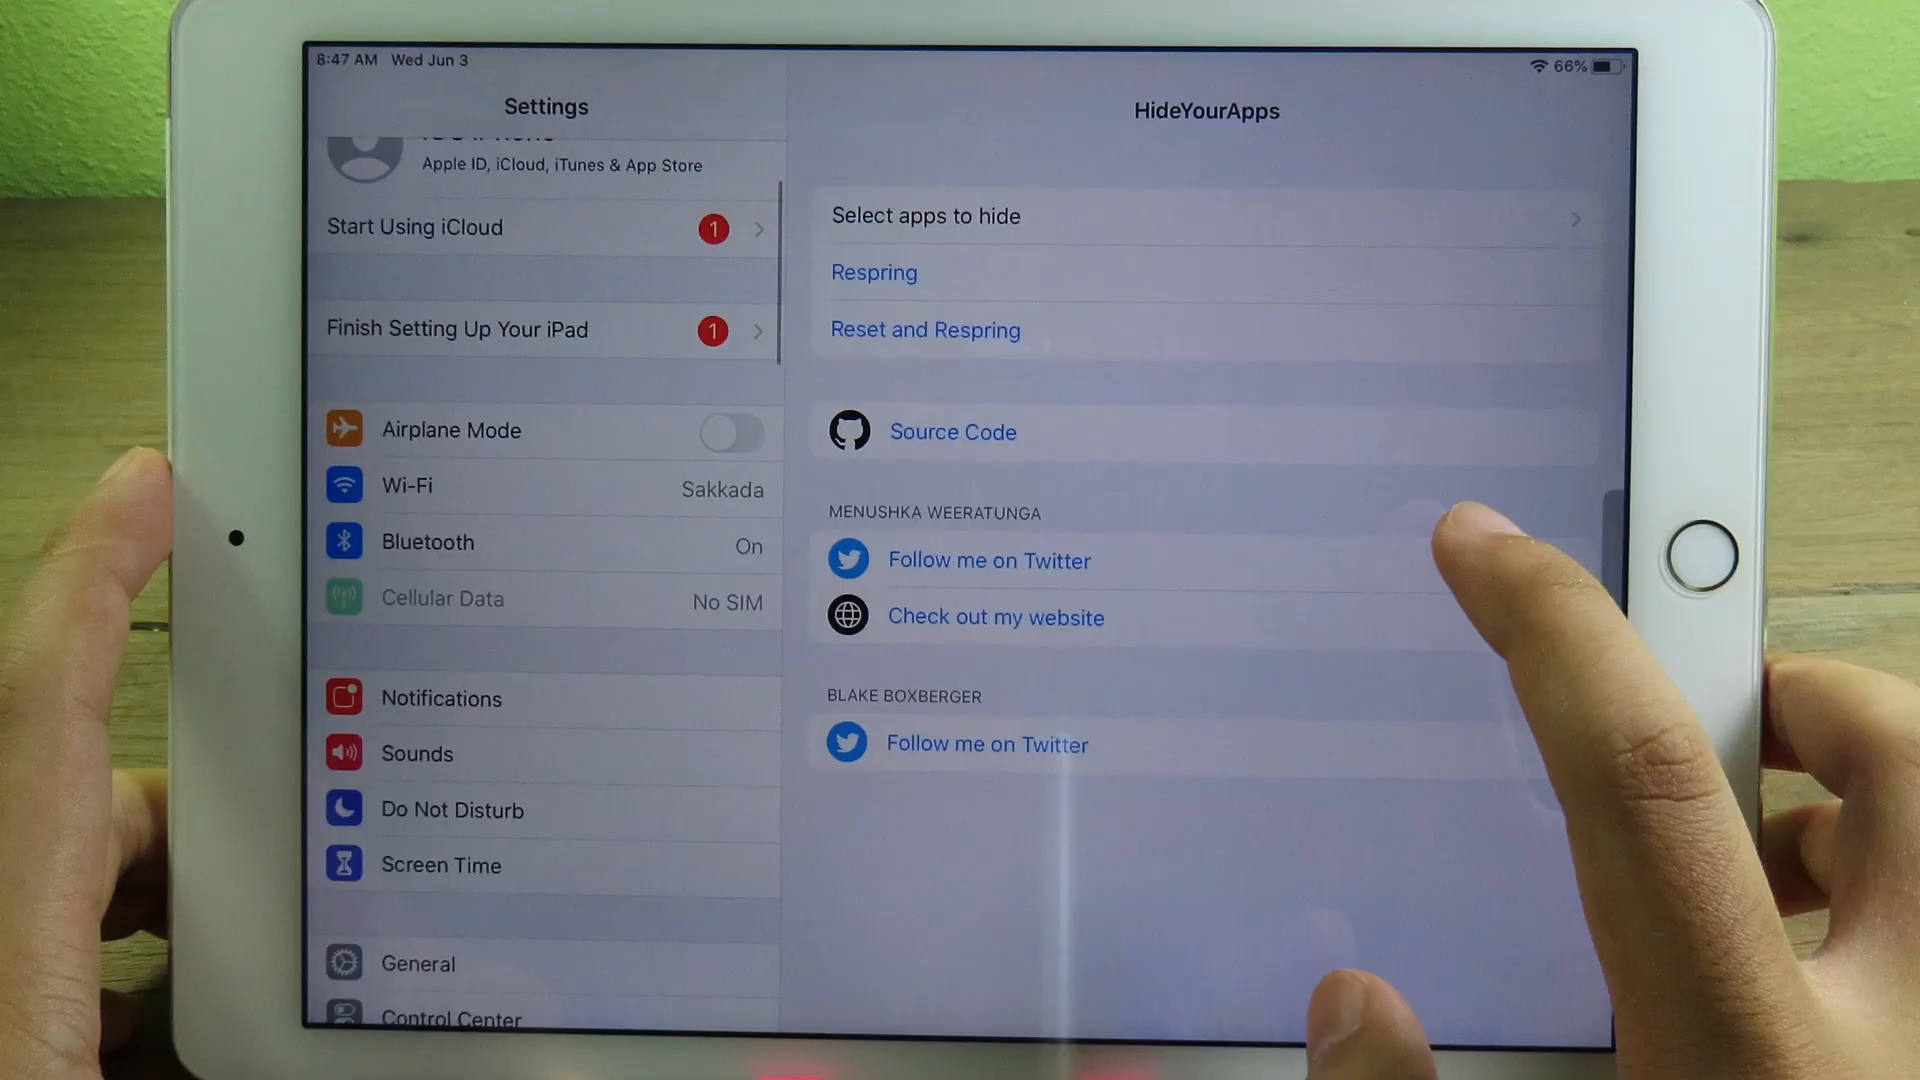 8:47 AM Wed Jun 3
66%
Settings
Apple ID, iCloud, iTunes & App Store
Start Using iCloud 1
Finish Setting Up Your iPad 1
Airplane Mode
Wi-Fi Sakkada
Bluetooth On
Cellular Data No SIM
Notifications
Sounds
Do Not Disturb
Screen Time
General
Control Center
HideYourApps
Select apps to hide
Respring
Reset and Respring
Source Code
MENUSHKA WEERATUNGA
Follow me on Twitter
Check out my website
BLAKE BOXBERGER
Follow me on Twitter